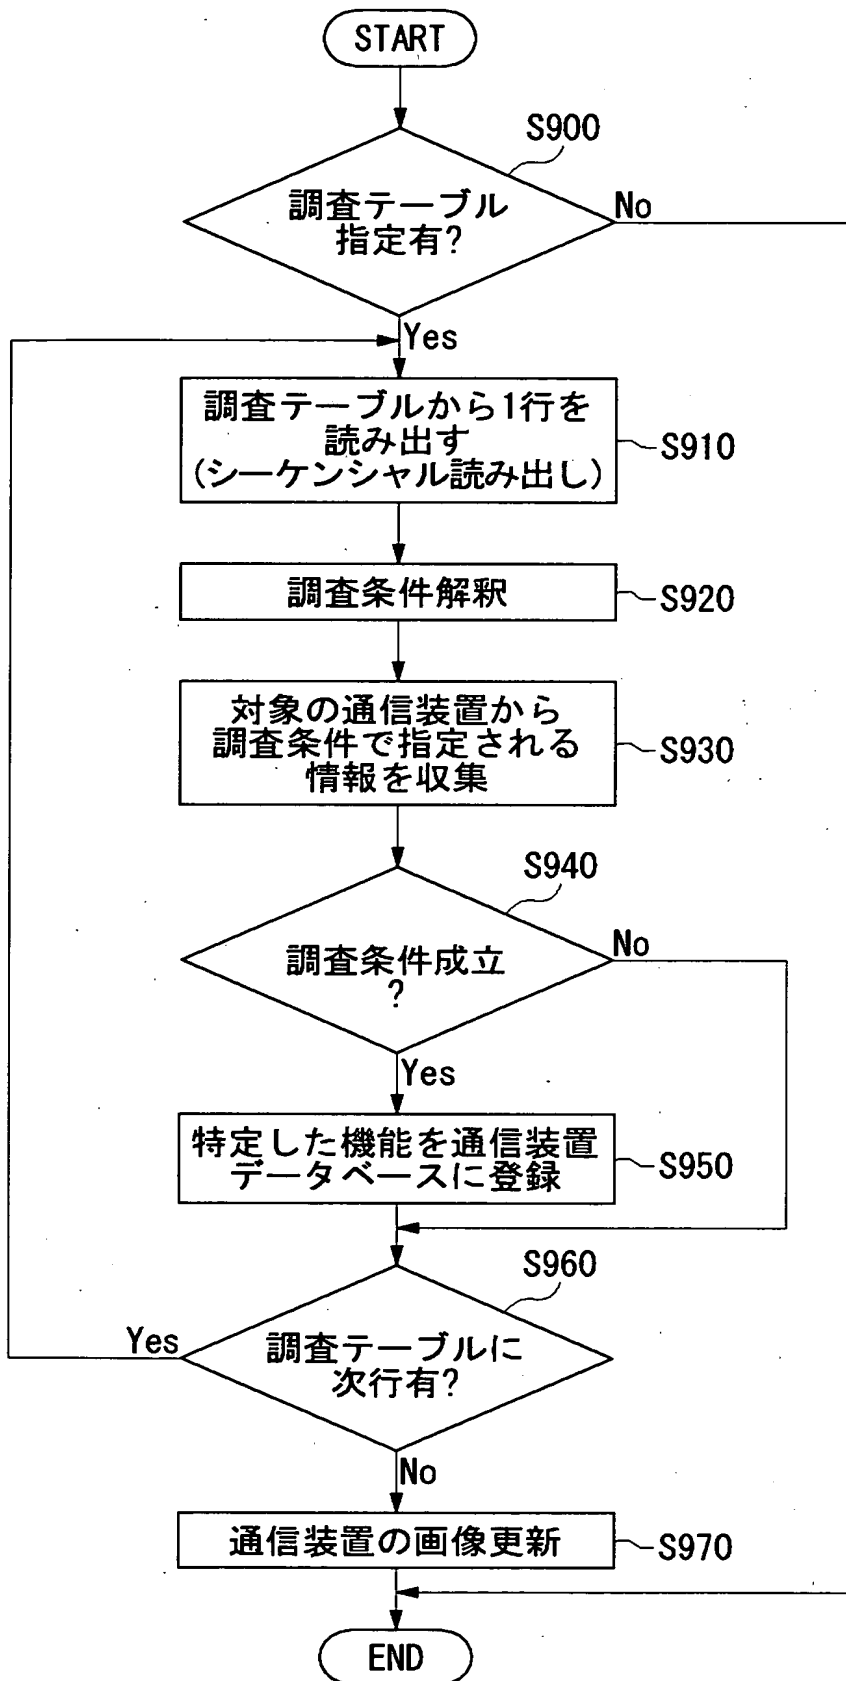 START
S900
調査テーブル
指定有?
No
Yes
調査テーブルから1行を
読み出す
(シーケンシャル読み出し)
S910
調査条件解釈
S920
対象の通信装置から
調査条件で指定される
情報を収集
S930
S940
調査条件成立
?
No
Yes
特定した機能を通信装置
データベースに登録
S950
S960
Yes
調査テーブルに
次行有?
No
通信装置の画像更新
S970
END